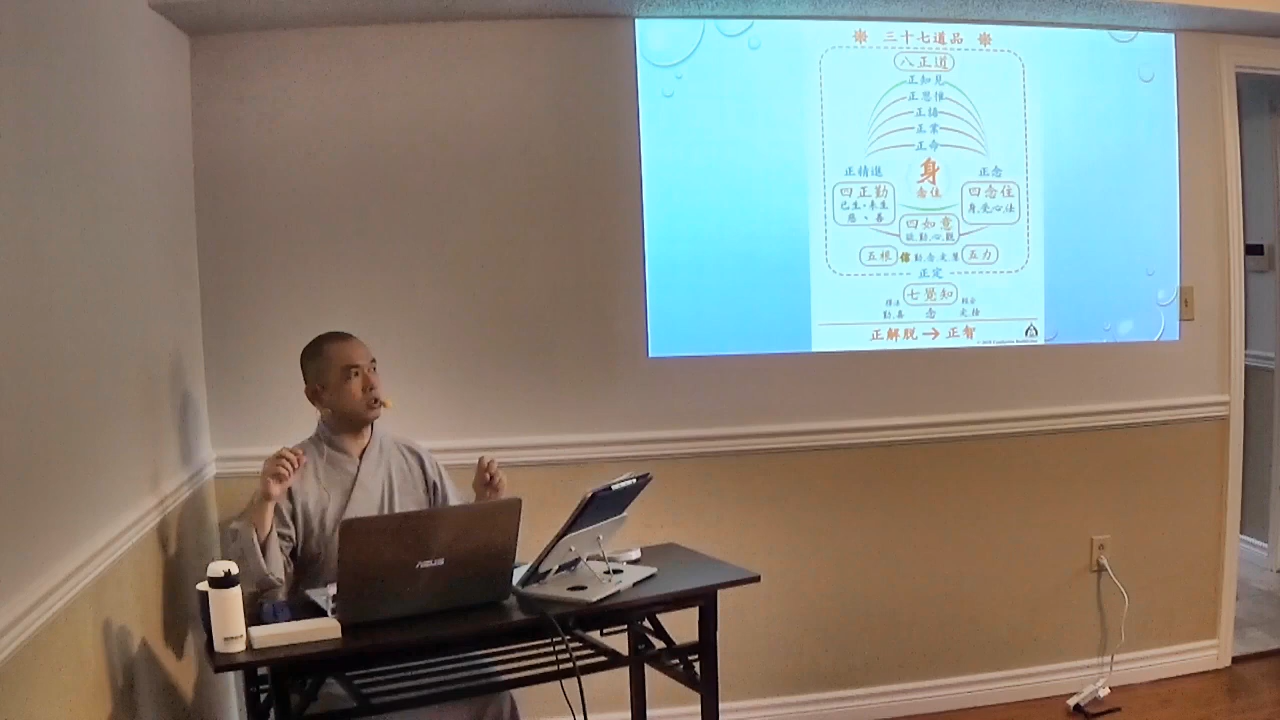 三十七道品
八正道
正知見
正思惟
正語
正業
正命
正精進
正念
身
念住
四正勤
已生·未生
惡、善
四念住
身.受.心.法
四如意
欲.勤.心.觀
五根 信 勤.念.定.慧 五力
正定
七覺知
擇法
勤.喜 念 定.捨
正解脫→正智
ASUS